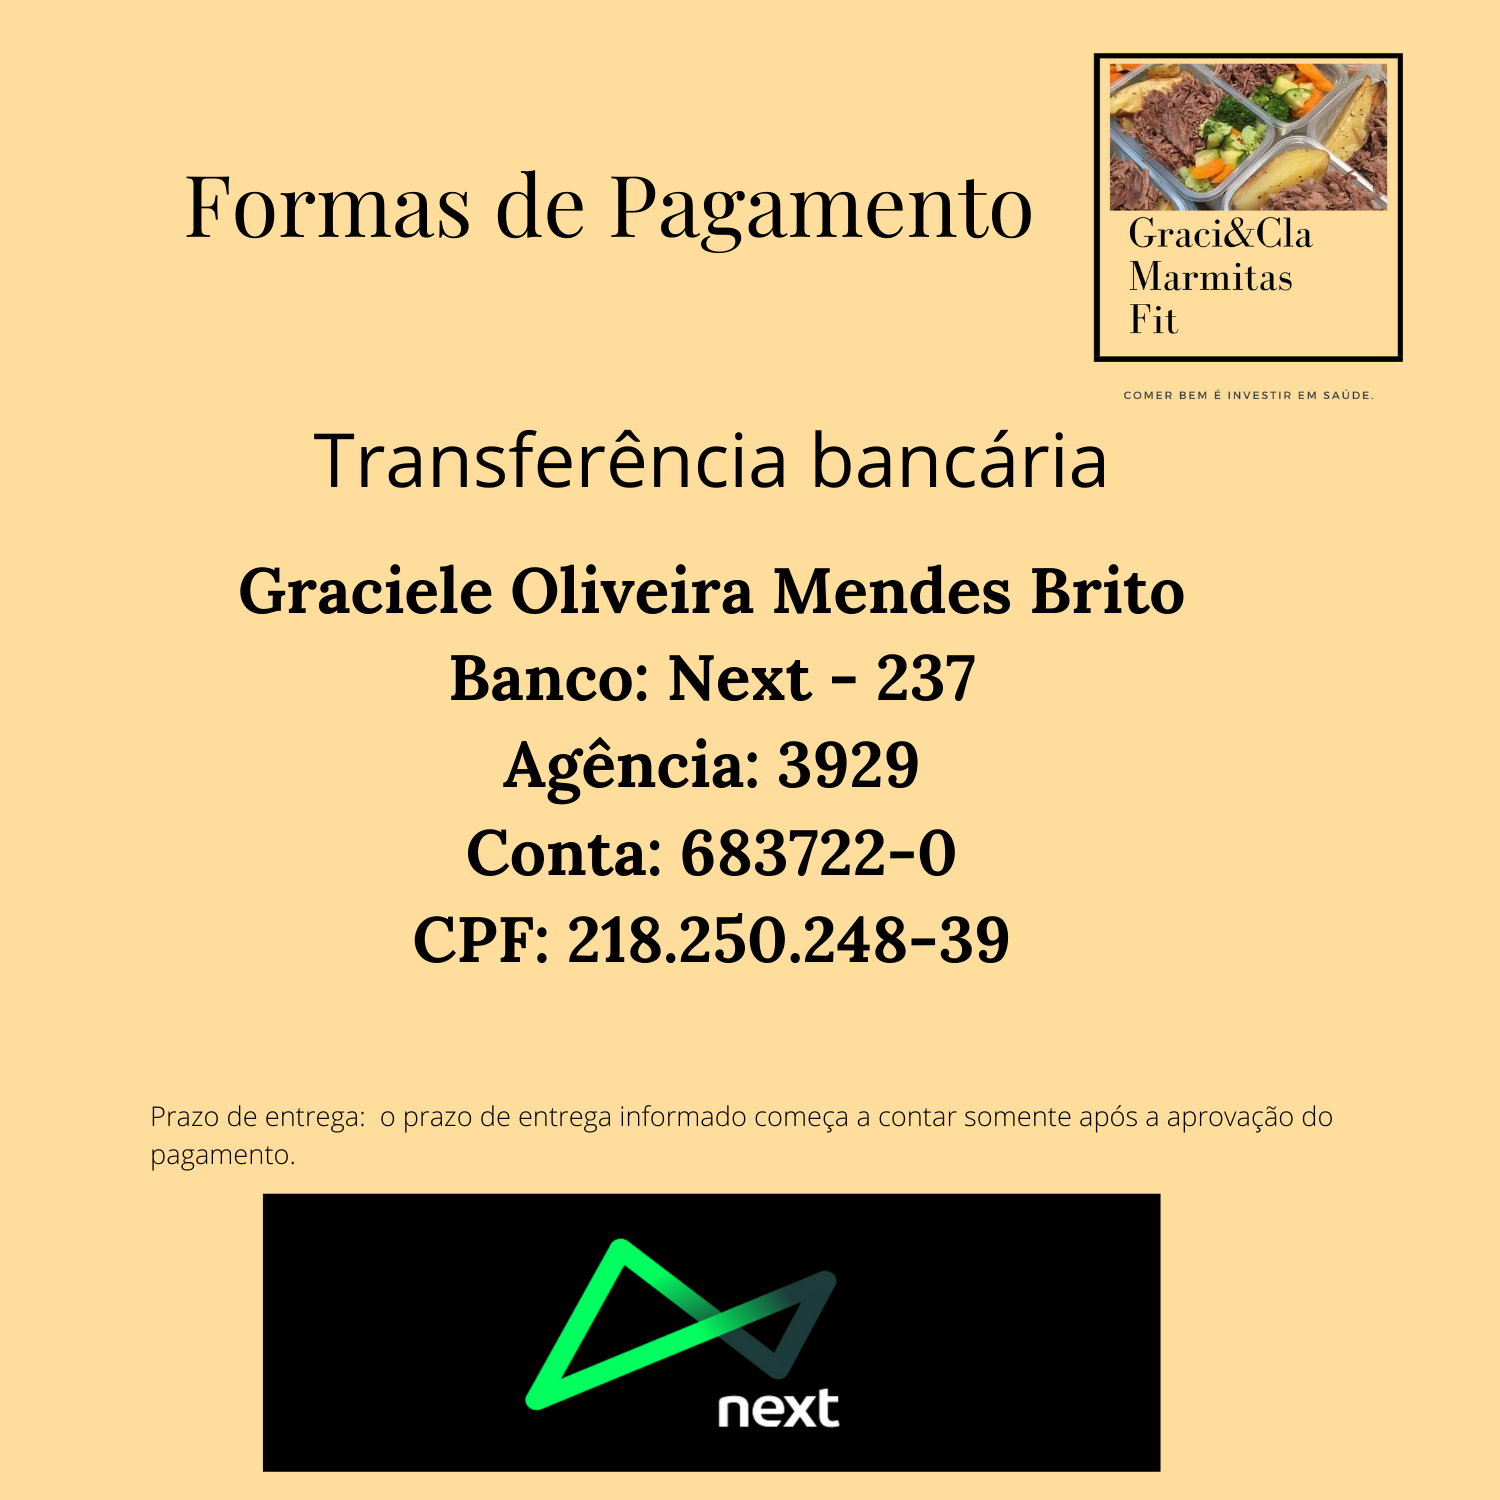 Formas de Pagamento
Graci&Cla
Marmitas
Fit
COMER BEM É INVESTIR EM SAÚDE.
Transferência bancária
Graciele Oliveira Mendes Brito
Banco: Next - 237
Agência: 3929
Conta: 683722-0
CPF: 218.250.248-39
Prazo de entrega: o prazo de entrega informado começa a contar somente após a aprovação do
pagamento.
next